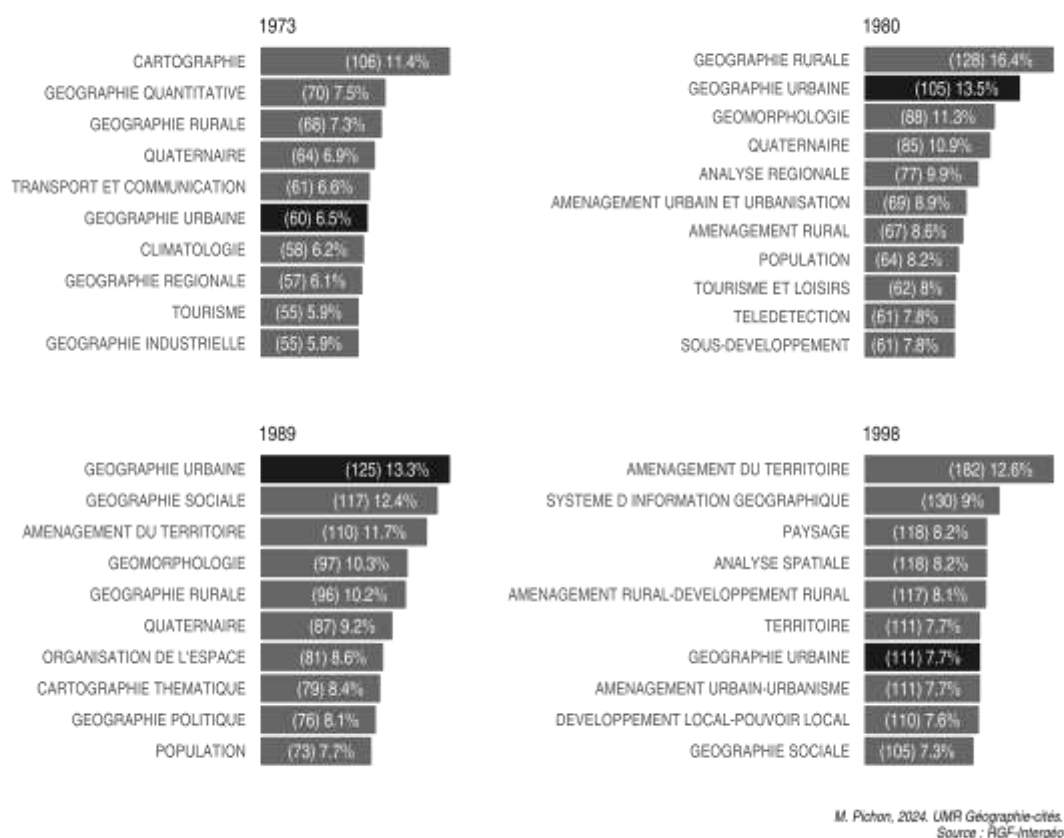 1973
CARTOGRAPHIE (106) 11.4%
GEOGRAPHIE QUANTITATIVE (70) 7.5%
GEOGRAPHIE RURALE (68) 7.3%
QUATERNAIRE (64) 6.9%
TRANSPORT ET COMMUNICATION (61) 6.6%
GEOGRAPHIE URBAINE (60) 6.5%
CLIMATOLOGIE (58) 6.2%
GEOGRAPHIE REGIONALE (57) 6.1%
TOURISME (55) 5.9%
GEOGRAPHIE INDUSTRIELLE (55) 5.9%
1980
GEOGRAPHIE RURALE (128) 16.4%
GEOGRAPHIE URBAINE (105) 13.5%
GEOMORPHOLOGIE (88) 11.3%
QUATERNAIRE (85) 10.9%
ANALYSE REGIONALE (77) 9.9%
AMENAGEMENT URBAIN ET URBANISATION (69) 8.9%
AMENAGEMENT RURAL (67) 8.6%
POPULATION (64) 8.2%
TOURISME ET LOISIRS (62) 8%
TELEDETECTION (61) 7.8%
SOUS-DEVELOPPEMENT (61) 7.8%
1989
GEOGRAPHIE URBAINE (125) 13.3%
GEOGRAPHIE SOCIALE (117) 12.4%
AMENAGEMENT DU TERRITOIRE (110) 11.7%
GEOMORPHOLOGIE (97) 10.3%
GEOGRAPHIE RURALE (96) 10.2%
QUATERNAIRE (87) 9.2%
ORGANISATION DE L'ESPACE (81) 8.6%
CARTOGRAPHIE THEMATIQUE (79) 8.4%
GEOGRAPHIE POLITIQUE (76) 8.1%
POPULATION (73) 7.7%
1998
AMENAGEMENT DU TERRITOIRE (182) 12.6%
SYSTEME D INFORMATION GEOGRAPHIQUE (130) 9%
PAYSAGE (118) 8.2%
ANALYSE SPATIALE (118) 8.2%
AMENAGEMENT RURAL-DEVELOPPEMENT RURAL (117) 8.1%
TERRITOIRE (111) 7.7%
GEOGRAPHIE URBAINE (111) 7.7%
AMENAGEMENT URBAIN-URBANISME (111) 7.7%
DEVELOPPEMENT LOCAL-POUVOIR LOCAL (110) 7.6%
GEOGRAPHIE SOCIALE (105) 7.3%
M. Pichon, 2024. UMR Géographie-cités
Source : RGF-Intergéo